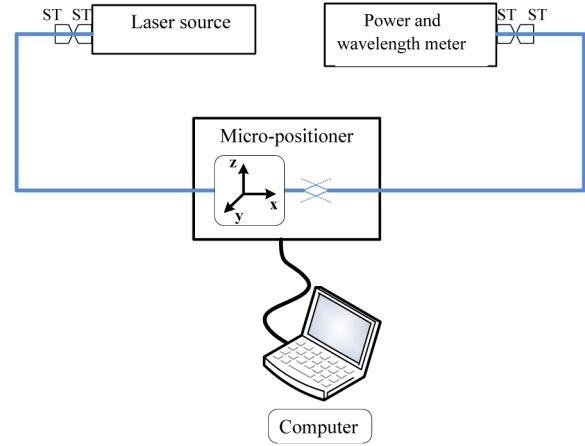 ST ST
Laser source
Power and
wavelength meter
ST ST
Micro-positioner
z
x
y
Computer